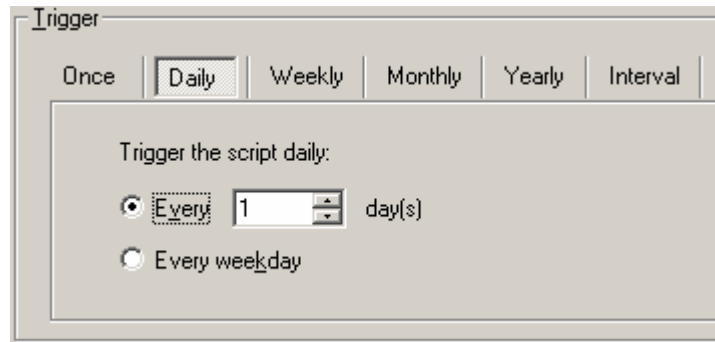 Trigger
Once Daily Weekly Monthly Yearly Interval
Trigger the script daily:
Every 1 day(s)
Every weekday